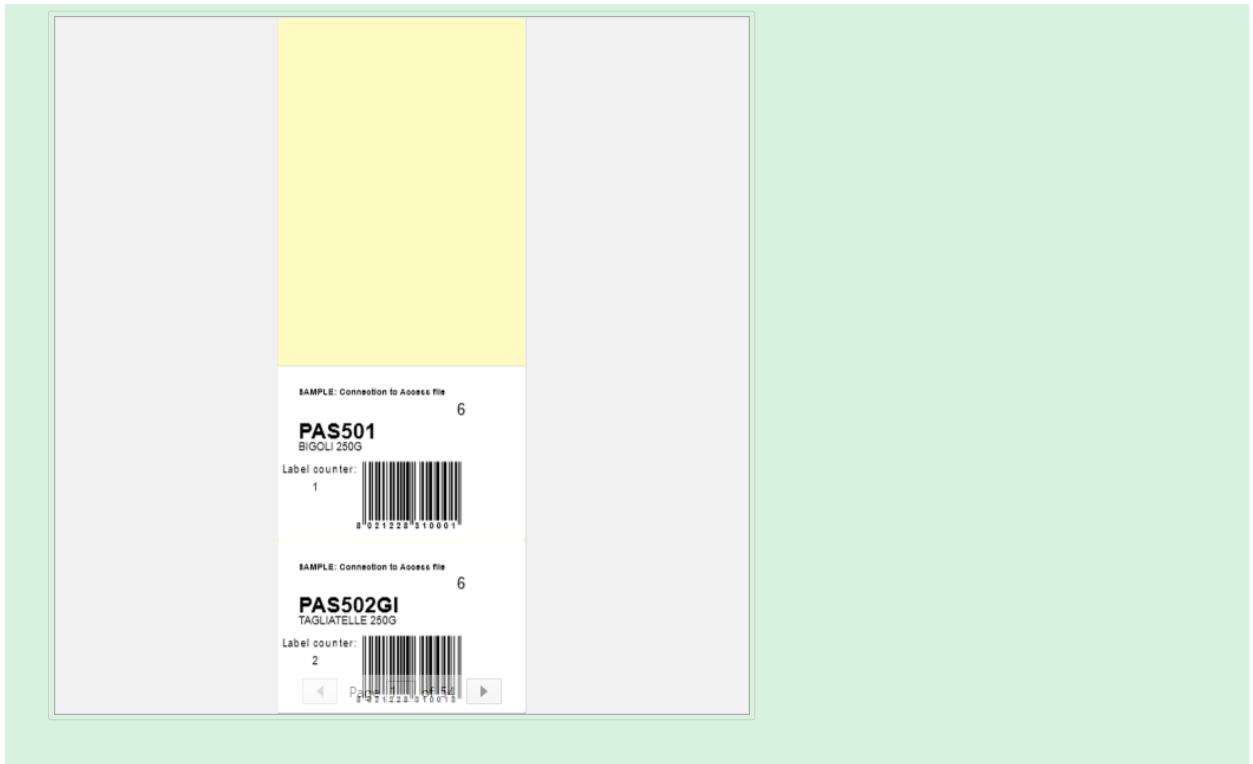 SAMPLE: Connection to Access file
6
PAS501
BIGOLI 250G
Label counter:
1
8 021228 810001
SAMPLE: Connection to Access file
6
PAS502GI
TAGLIATELLE 250G
Label counter:
2
Page 1 of 54